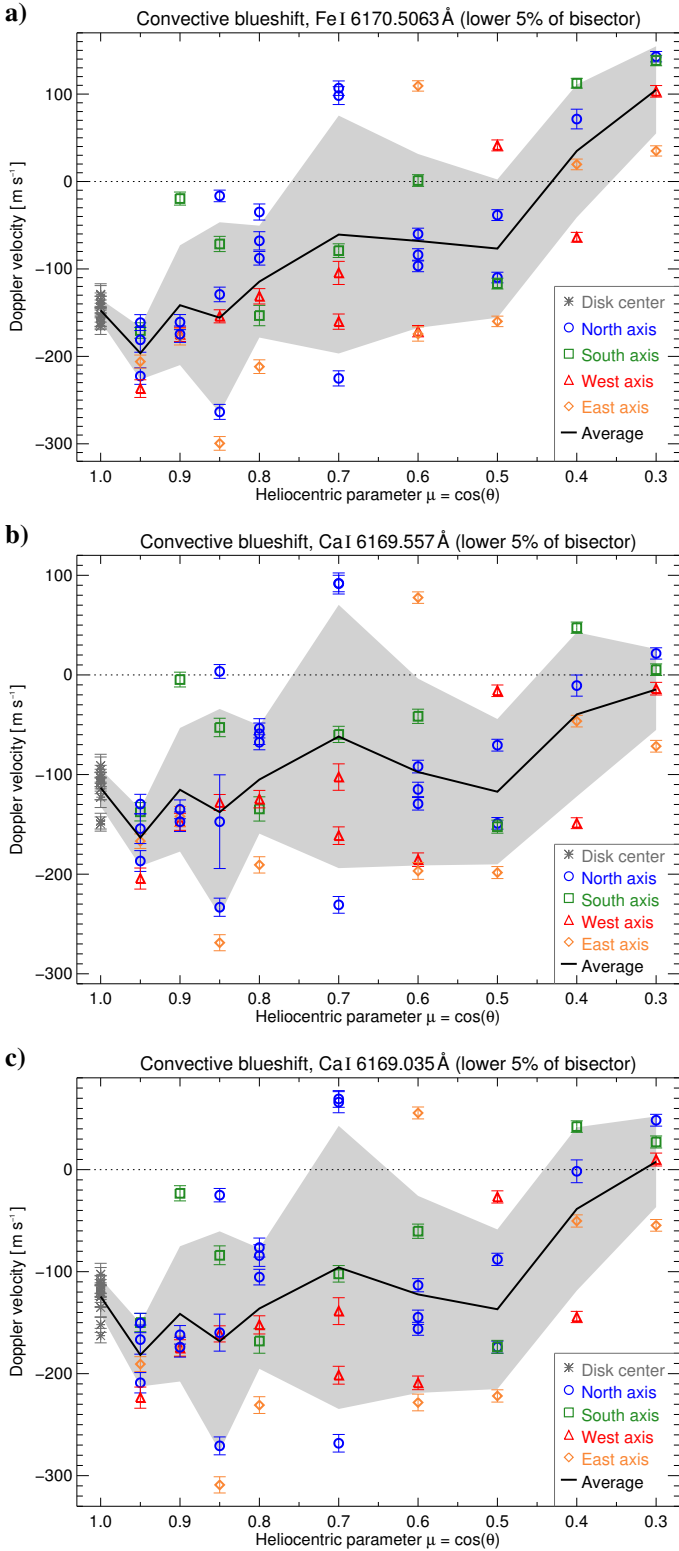 a)
Convective blueshift, Fe I 6170.5063 Å (lower 5% of bisector)
Doppler velocity [ m s⁻¹]
100
0
−100
−200
−300
Disk center
North axis
South axis
West axis
East axis
Average
1.0 0.9 0.8 0.7 0.6 0.5 0.4 0.3
Heliocentric parameter μ = cos(θ)
b)
Convective blueshift, Ca I 6169.557 Å (lower 5% of bisector)
Doppler velocity [ m s⁻¹]
100
0
−100
−200
−300
Disk center
North axis
South axis
West axis
East axis
Average
1.0 0.9 0.8 0.7 0.6 0.5 0.4 0.3
Heliocentric parameter μ = cos(θ)
c)
Convective blueshift, Ca I 6169.035 Å (lower 5% of bisector)
Doppler velocity [ m s⁻¹]
0
−100
−200
−300
Disk center
North axis
South axis
West axis
East axis
Average
1.0 0.9 0.8 0.7 0.6 0.5 0.4 0.3
Heliocentric parameter μ = cos(θ)